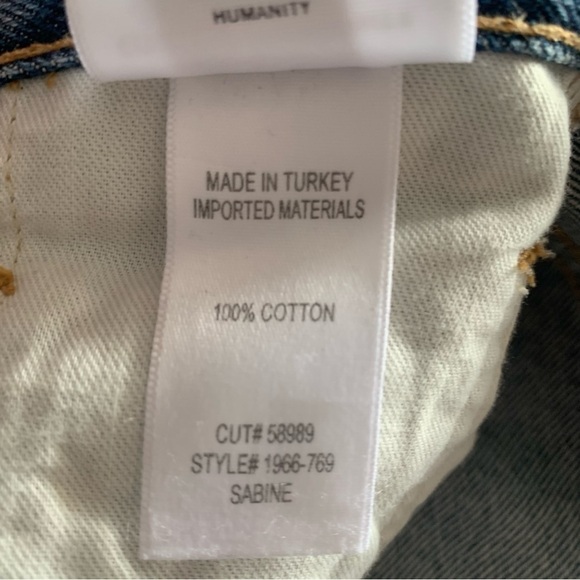 HUMANITY
MADE IN TURKEY
IMPORTED MATERIALS
100% COTTON
CUT# 58989
STYLE# 1966-769
SABINE